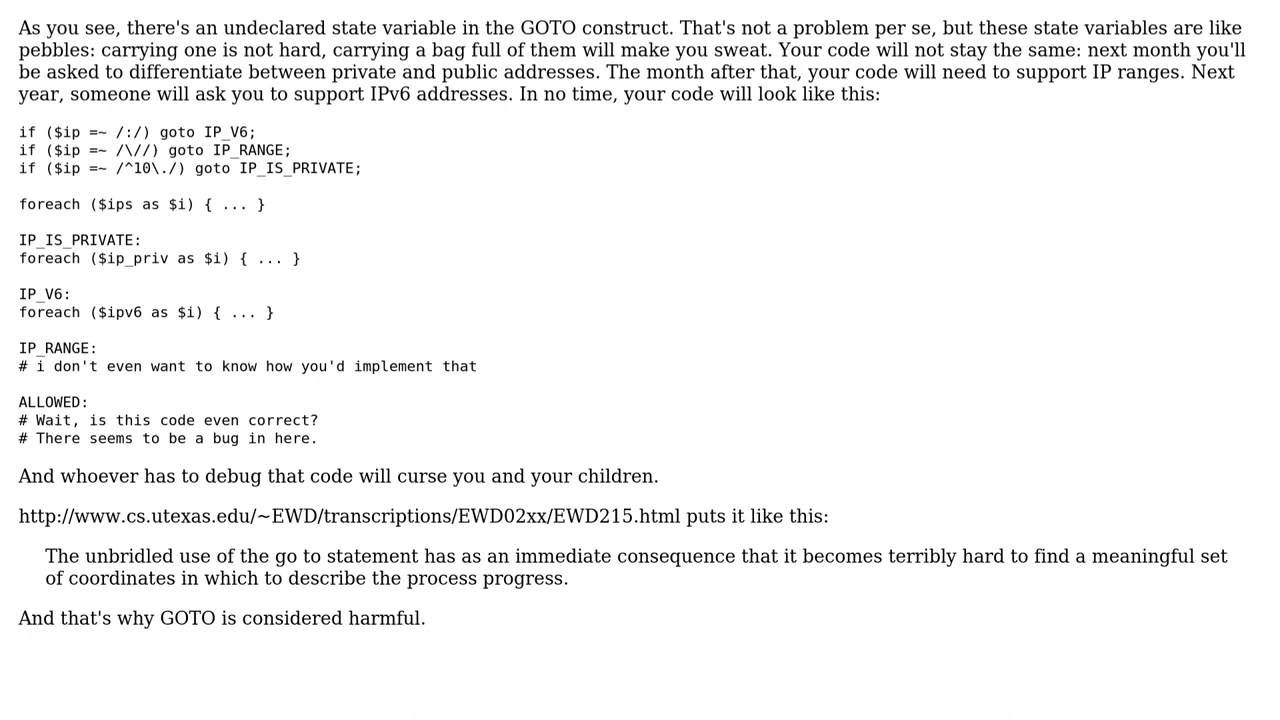 As you see, there's an undeclared state variable in the GOTO construct. That's not a problem per se, but these state variables are like
pebbles: carrying one is not hard, carrying a bag full of them will make you sweat. Your code will not stay the same: next month you'll
be asked to differentiate between private and public addresses. The month after that, your code will need to support IP ranges. Next
year, someone will ask you to support IPv6 addresses. In no time, your code will look like this:
if ($ip =~ /:/) goto IP_V6;
if ($ip =~ /\//) goto IP_RANGE;
if ($ip =~ /^10\./) goto IP_IS_PRIVATE;
foreach ($ips as $i) { ... }
IP_IS_PRIVATE:
foreach ($ip_priv as $i) { ... }
IP_V6:
foreach ($ipv6 as $i) { ... }
IP_RANGE:
# i don't even want to know how you'd implement that
ALLOWED:
# Wait, is this code even correct?
# There seems to be a bug in here.
And whoever has to debug that code will curse you and your children.
http://www.cs.utexas.edu/~EWD/transcriptions/EWD02xx/EWD215.html puts it like this:
The unbridled use of the go to statement has as an immediate consequence that it becomes terribly hard to find a meaningful set
of coordinates in which to describe the process progress.
And that's why GOTO is considered harmful.